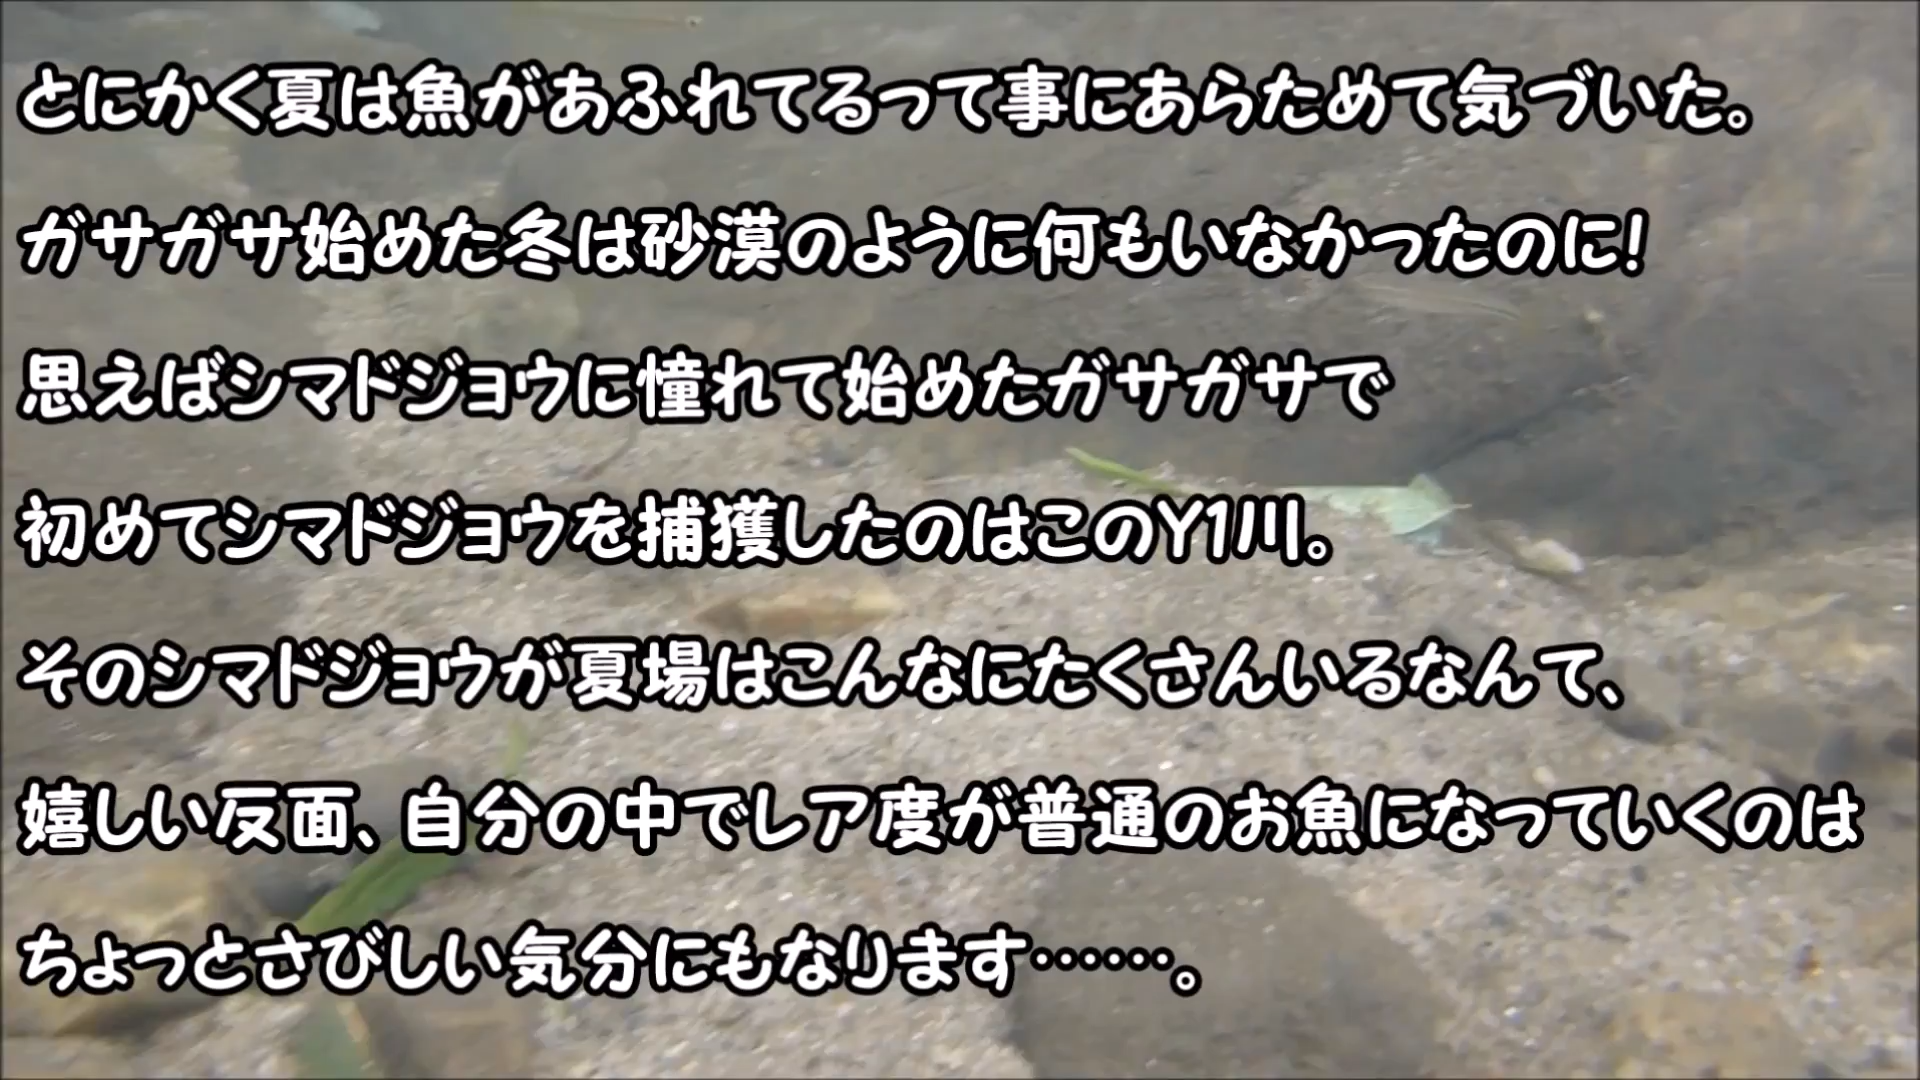 とにかく夏は魚があふれてるって事にあらためて気づいた。
ガサガサ始めた冬は砂漠のように何もいなかったのに!
思えばシマドジョウに憧れて始めたガサガサで
初めてシマドジョウを捕獲したのはこのY1川。
そのシマドジョウが夏場はこんなにたくさんいるなんて、
嬉しい反面、自分の中でレア度が普通のお魚になっていくのは
ちょっとさびしい気分にもなります……。